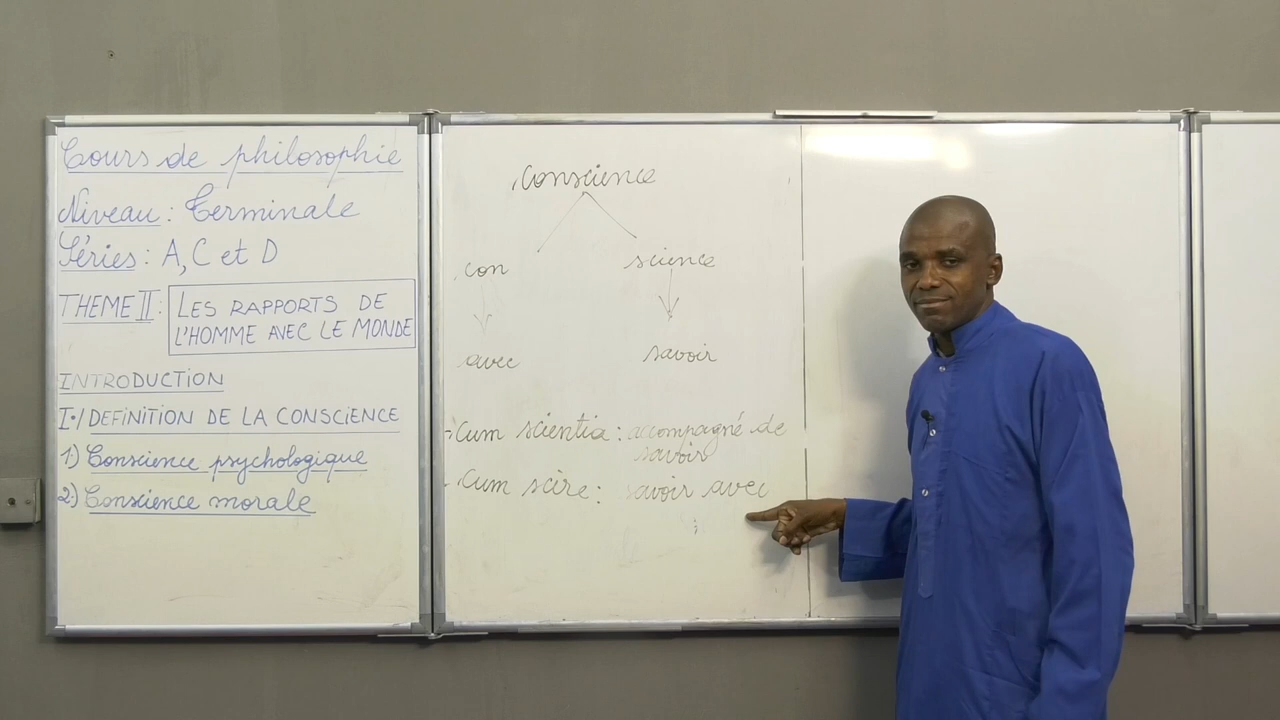 Cours de philosophie
Niveau : Terminale
Séries : A, C et D
THEME II : LES RAPPORTS DE
L'HOMME AVEC LE MONDE
INTRODUCTION
I./ DEFINITION DE LA CONSCIENCE
1) Conscience psychologique
2) Conscience morale
Conscience
con science
avec savoir
- Cum scientia : accompagné de
savoir
- Cum scire : savoir avec